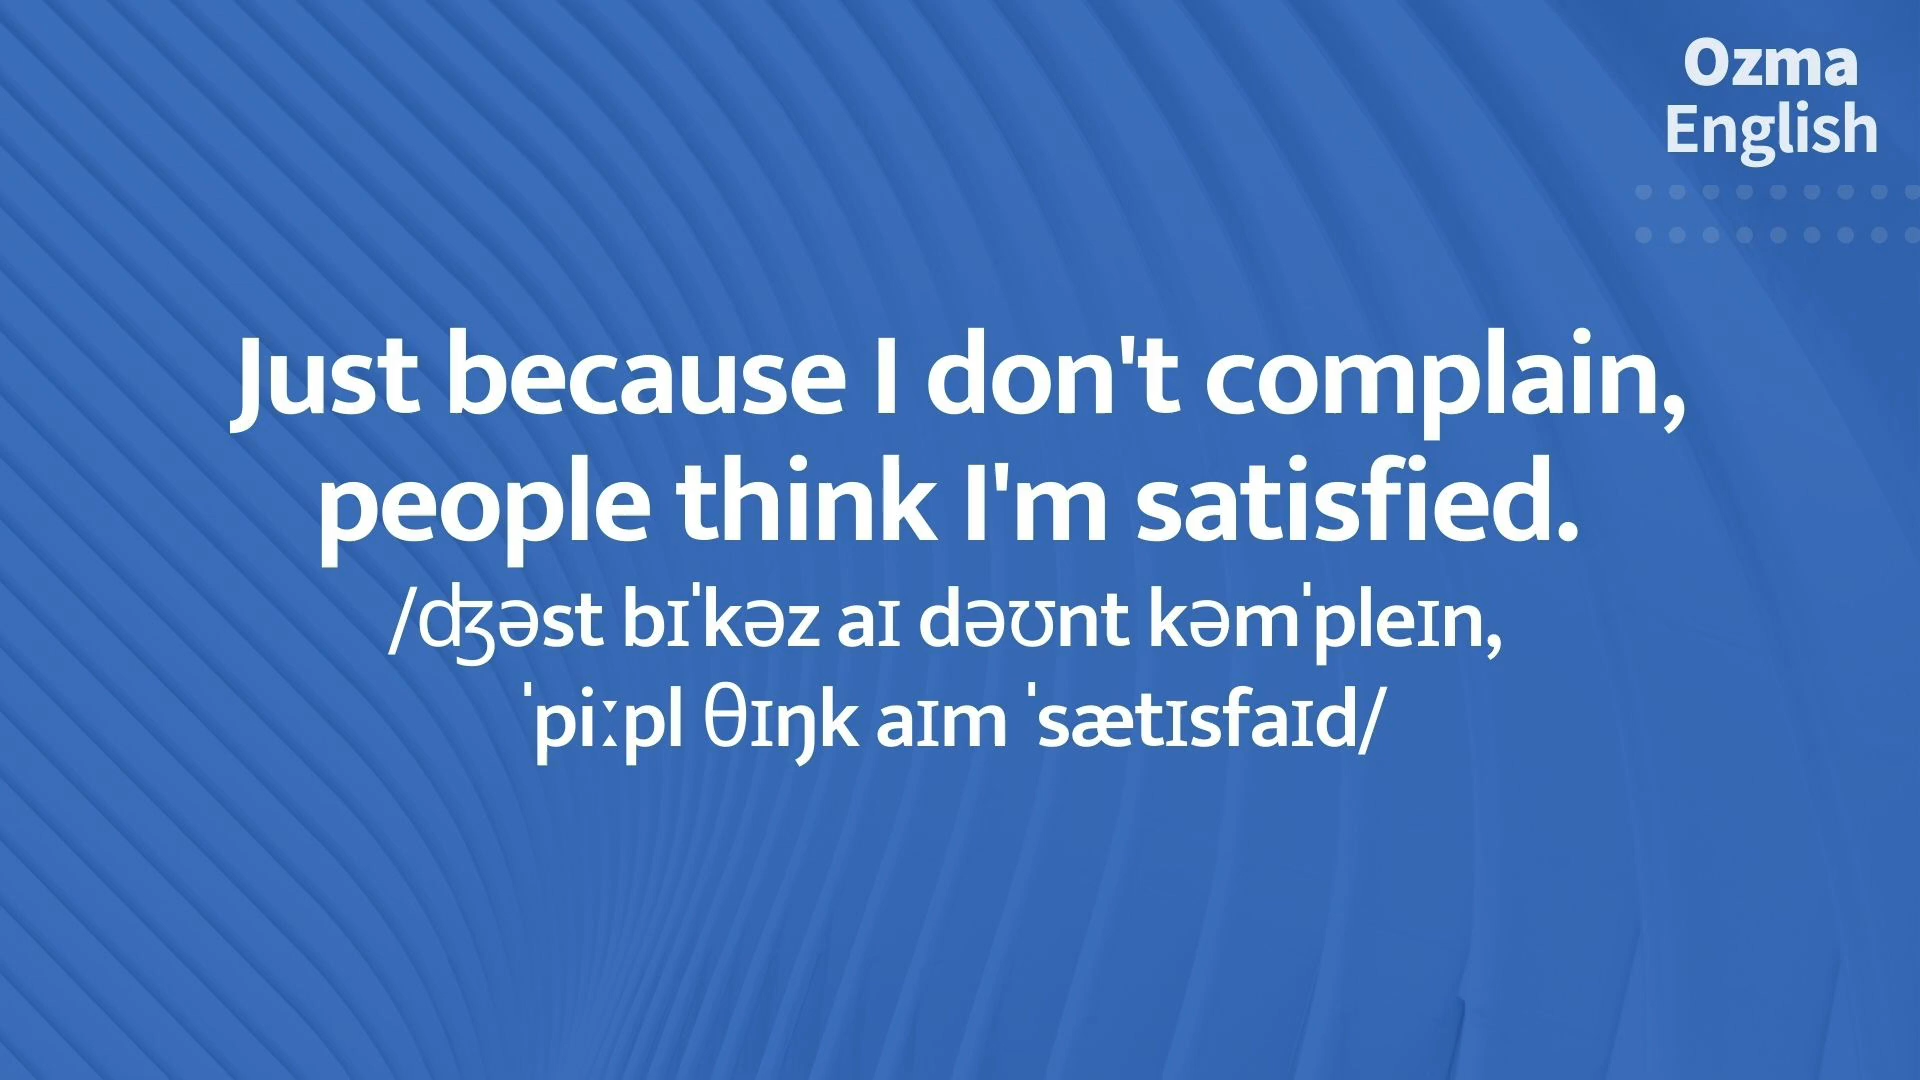 Ozma
English
Just because I don't complain,
people think I'm satisfied.
/ʤəst bɪˈkəz aɪ dəʊnt kəmˈpleɪn,
ˈpiːpl θɪŋk aɪm ˈsætɪsfaɪd/